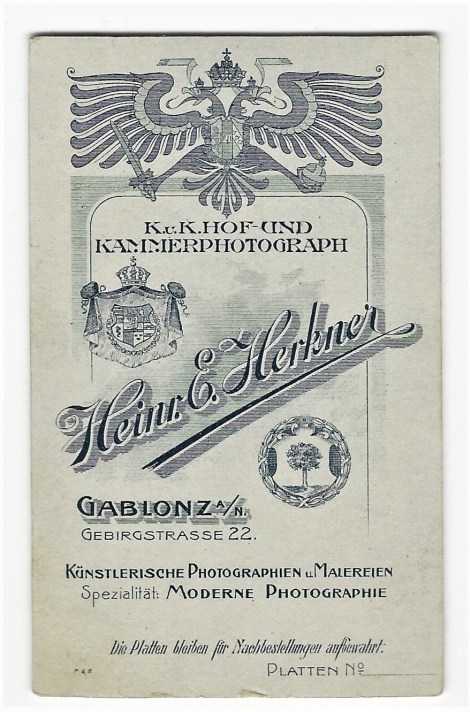 K.u.K. HOF- UND
KAMMERPHOTOGRAPH
Heinr. E. Herkner
GABLONZ A/N.
GEBIRGSTRASSE 22.
KÜNSTLERISCHE PHOTOGRAPHIEN u. MALEREIEN
Spezialität: MODERNE PHOTOGRAPHIE
Die Platten bleiben für Nachbestellungen aufbewahrt:
PLATTEN No